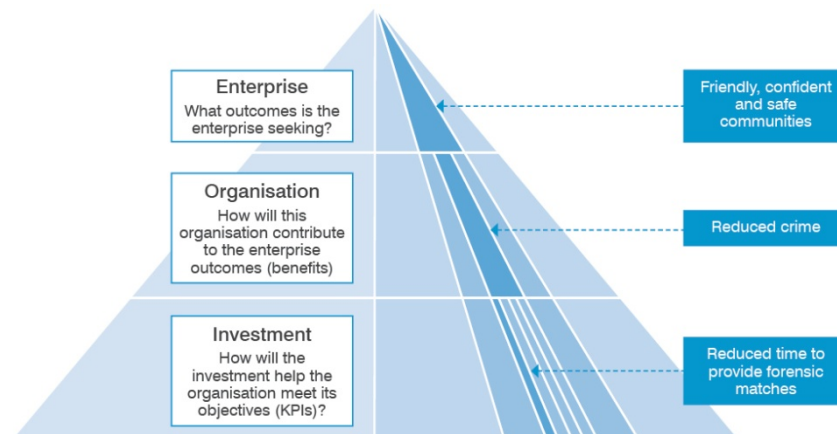 Enterprise
What outcomes is the
enterprise seeking?
Friendly, confident
and safe
communities
Organisation
How will this
organisation contribute
to the enterprise
outcomes (benefits)
Reduced crime
Investment
How will the
investment help the
organisation meet its
objectives (KPIs)?
Reduced time to
provide forensic
matches